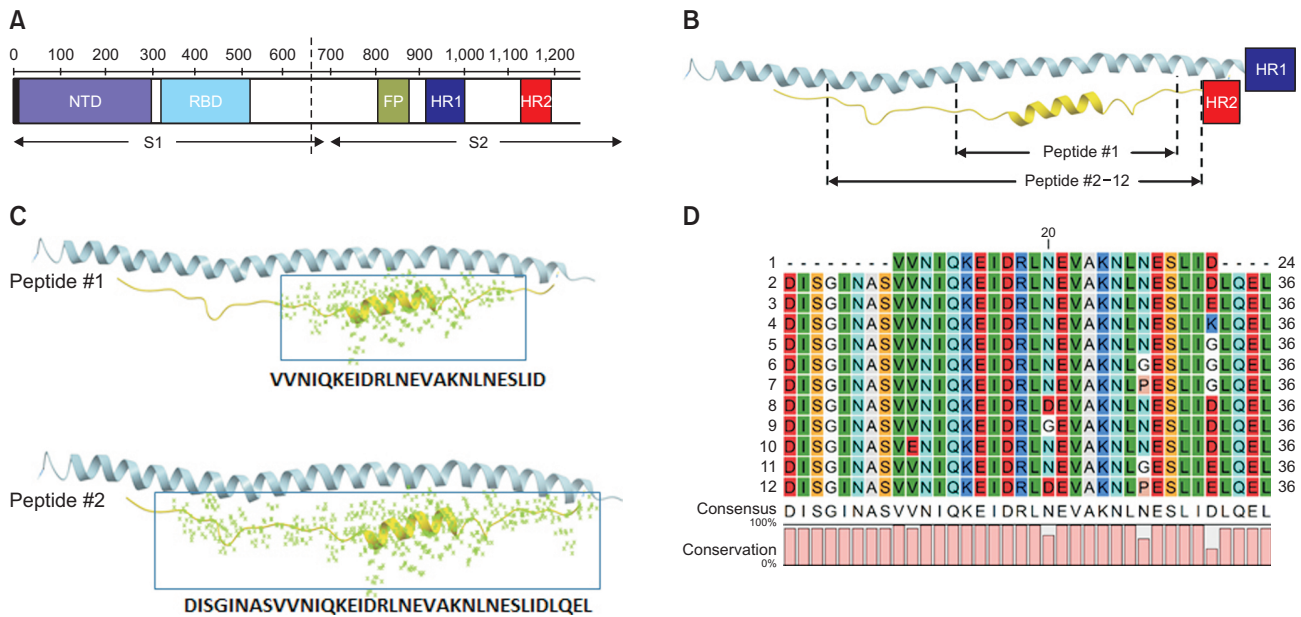 A
0 100 200 300 400 500 600 700 800 900 1,000 1,100 1,200
NTD RBD FP HR1 HR2
S1 S2
B
HR1
HR2
Peptide #1
Peptide #2-12
C
Peptide #1
VVNIQKEIDRLNEVAKNLNESLID
Peptide #2
DISGINASVVNIQKEIDRLNEVAKNLNESLIDLQEL
D
20
1 --------VVNIQKEIDRLNEVAKNLNESLID---- 24
2 DISGINASVVNIQKEIDRLNEVAKNLNESLIDLQEL 36
3 DISGINASVVNIQKEIDRLNEVAKNLNESLIELQEL 36
4 DISGINASVVNIQKEIDRLNEVAKNLNESLIKLQEL 36
5 DISGINASVVNIQKEIDRLNEVAKNLNESLIGLQEL 36
6 DISGINASVVNIQKEIDRLNEVAKNLGESLIGLQEL 36
7 DISGINASVVNIQKEIDRLNEVAKNLPESLIGLQEL 36
8 DISGINASVVNIQKEIDRLDEVAKNLNESLIDLQEL 36
9 DISGINASVVNIQKEIDRLGEVAKNLNESLIDLQEL 36
10 DISGINASVENIQKEIDRLNEVAKNLNESLIDLQEL 36
11 DISGINASVVNIQKEIDRLNEVAKNLGESLIELQEL 36
12 DISGINASVVNIQKEIDRLDEVAKNLPESLIELQEL 36
Consensus DISGINASVVNIQKEIDRLNEVAKNLNESLIDLQEL
100%
Conservation
0%